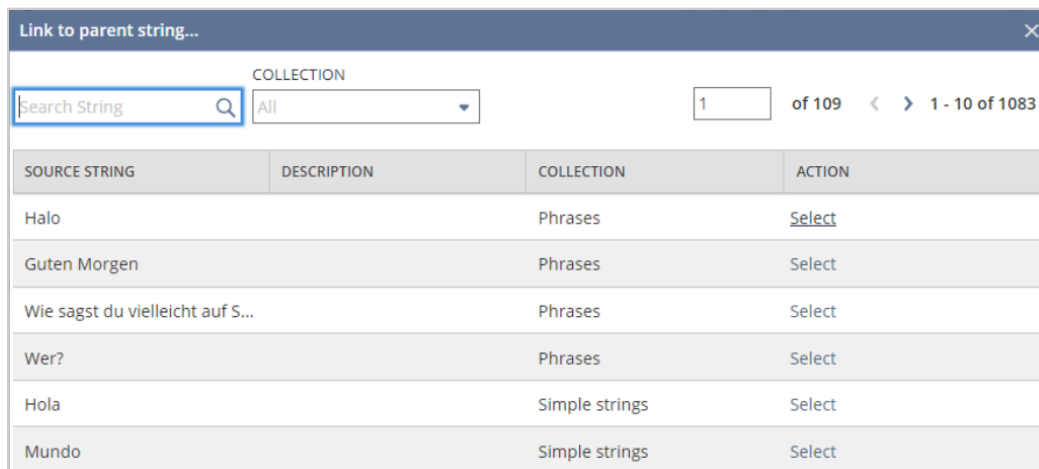 Link to parent string...
COLLECTION
Search String All 1 of 109 1 - 10 of 1083
SOURCE STRING DESCRIPTION COLLECTION ACTION
Halo Phrases Select
Guten Morgen Phrases Select
Wie sagst du vielleicht auf S... Phrases Select
Wer? Phrases Select
Hola Simple strings Select
Mundo Simple strings Select